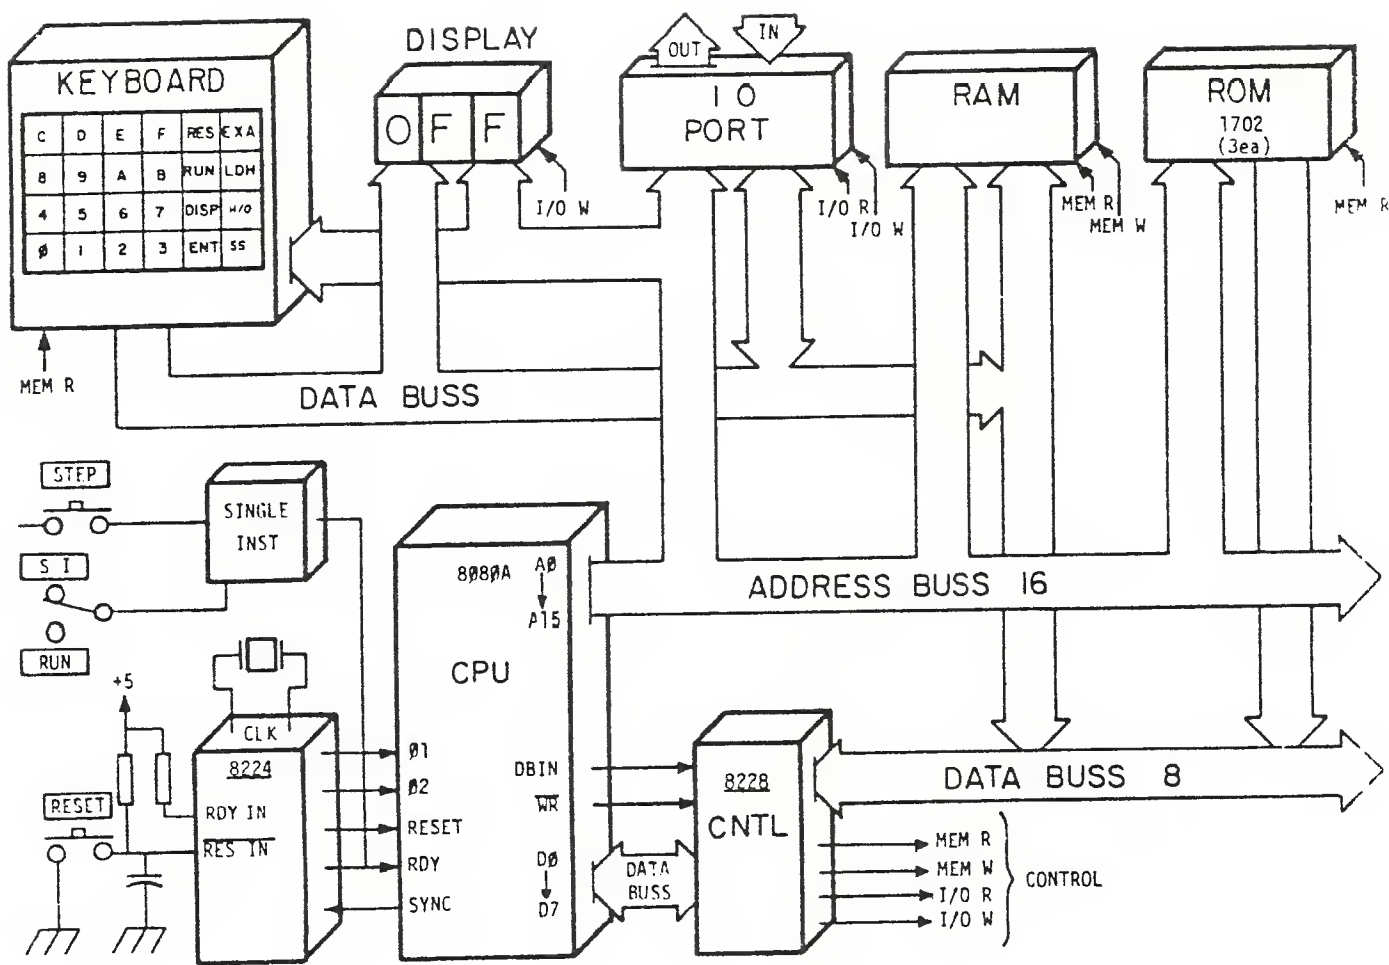 KEYBOARD
C D E F RES EXA
8 9 A B RUN LDH
4 5 6 7 DISP H/O
Ø 1 2 3 ENT SS
MEM R
DISPLAY
O F F
I/O W
OUT
IN
I O
PORT
I/O R
I/O W
RAM
MEM R
MEM W
ROM
1702
(3ea)
MEM R
DATA BUSS
STEP
SINGLE
INST
S I
RUN
+5
RESET
CLK
8224
RDY IN
RES IN
8080A
CPU
AØ
A15
ADDRESS BUSS 16
Ø1
Ø2
RESET
RDY
SYNC
DBIN
WR
DØ
D7
DATA
BUSS
8228
CNTL
DATA BUSS 8
MEM R
MEM W
I/O R
I/O W
CONTROL